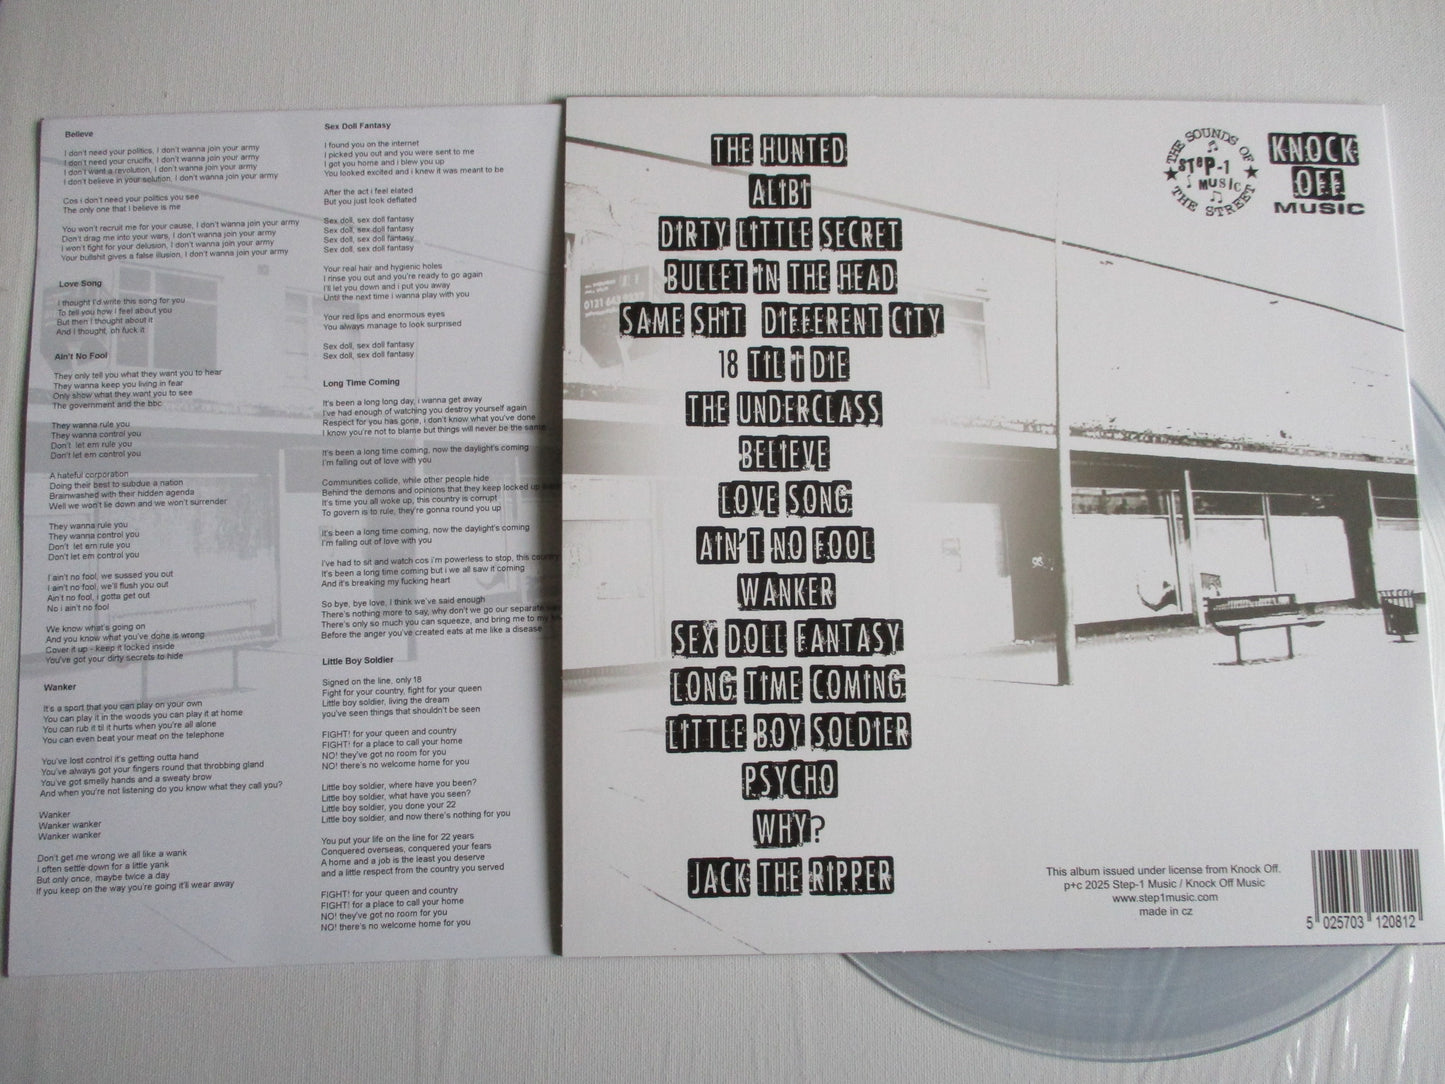 Believe
I don't need your politics, I don't wanna join your army
I don't need your crucifix, I don't wanna join your army
I don't want a revolution, I don't wanna join your army
I don't believe in your solution, I don't wanna join your army
Cos i don't need your politics you see
The only one that I believe is me
You won't recruit me for your cause, I don't wanna join your army
Don't drag me into your wars, I don't wanna join your army
I won't fight for your delusion, I don't wanna join your army
Your bullshit gives a false illusion, I don't wanna join your army
Love Song
I thought I'd write this song for you
To tell you how i feel about you
But then I thought about it
And I thought, oh fuck it
Ain't No Fool
They only tell you what they want you to hear
They wanna keep you living in fear
Only show what they want you to see
The government and the bbc
They wanna rule you
They wanna control you
Don't let em rule you
Don't let em control you
A hateful corporation
Doing their best to subdue a nation
Brainwashed with their hidden agenda
Well we won't lie down and we won't surrender
They wanna rule you
They wanna control you
Don't let em rule you
Don't let em control you
I ain't no fool, we sussed you out
I ain't no fool, we'll flush you out
Ain't no fool, i gotta get out
No i ain't no fool
We know what's going on
And you know what you've done is wrong
Cover it up - keep it locked inside
You've got your dirty secrets to hide
Wanker
It's a sport that you can play on your own
You can play it in the woods you can play it at home
You can rub it til it hurts when you're all alone
You can even beat your meat on the telephone
You've lost control it's getting outta hand
You've always got your fingers round that throbbing gland
You've got smelly hands and a sweaty brow
And when you're not listening do you know what they call you?
Wanker
Wanker wanker
Wanker wanker
Don't get me wrong we all like a wank
I often settle down for a little yank
But only once, maybe twice a day
If you keep on the way you're going it'll wear away
Sex Doll Fantasy
I found you on the internet
I picked you out and you were sent to me
I got you home and i blew you up
You looked excited and i knew it was meant to be
After the act i feel elated
But you just look deflated
Sex doll, sex doll fantasy
Sex doll, sex doll fantasy
Sex doll, sex doll fantasy
Sex doll, sex doll fantasy
Your real hair and hygienic holes
I rinse you out and you're ready to go again
I'll let you down and i put you away
Until the next time i wanna play with you
Your red lips and enormous eyes
You always manage to look surprised
Sex doll, sex doll fantasy
Sex doll, sex doll fantasy
Long Time Coming
It's been a long long day, i wanna get away
I've had enough of watching you destroy yourself again
Respect for you has gone, i don't know what you've done
I know you're not to blame but things will never be the same
It's been a long time coming, now the daylight's coming
I'm falling out of love with you
Communities collide, while other people hide
Behind the demons and opinions that they keep locked up
It's time you all woke up, this country is corrupt
To govern is to rule, they're gonna round you up
It's been a long time coming, now the daylight's coming
I'm falling out of love with you
I've had to sit and watch cos i'm powerless to stop, this country
It's been a long time coming but i we all saw it coming
And it's breaking my fucking heart
So bye, bye love, I think we've said enough
There's nothing more to say, why don't we go our separate
There's only so much you can squeeze, and bring me to my
Before the anger you've created eats at me like a disease
Little Boy Soldier
Signed on the line, only 18
Fight for your country, fight for your queen
Little boy soldier, living the dream
you've seen things that shouldn't be seen
FIGHT! for your queen and country
FIGHT! for a place to call your home
NO! they've got no room for you
NO! there's no welcome home for you
Little boy soldier, where have you been?
Little boy soldier, what have you seen?
Little boy soldier, you done your 22
Little boy soldier, and now there's nothing for you
You put your life on the line for 22 years
Conquered overseas, conquered your fears
A home and a job is the least you deserve
and a little respect from the country you served
FIGHT! for your queen and country
FIGHT! for a place to call your home
NO! they've got no room for you
NO! there's no welcome home for you
THE HUNTED
ALIBI
DIRTY LITTLE SECRET
BULLET IN THE HEAD
SAME SHIT DIFFERENT CITY
18 TIL I DIE
THE UNDERCLASS
BELIEVE
LOVE SONG
AIN'T NO FOOL
WANKER
SEX DOLL FANTASY
LONG TIME COMING
LITTLE BOY SOLDIER
PSYCHO
WHY?
JACK THE RIPPER
THE SOUNDS OF
STEP-1
MUSIC
THE STREET
KNOCK
OFF
MUSIC
This album issued under license from Knock Off.
p+c 2025 Step-1 Music / Knock Off Music
www.step1music.com
made in cz
5 025703 120812